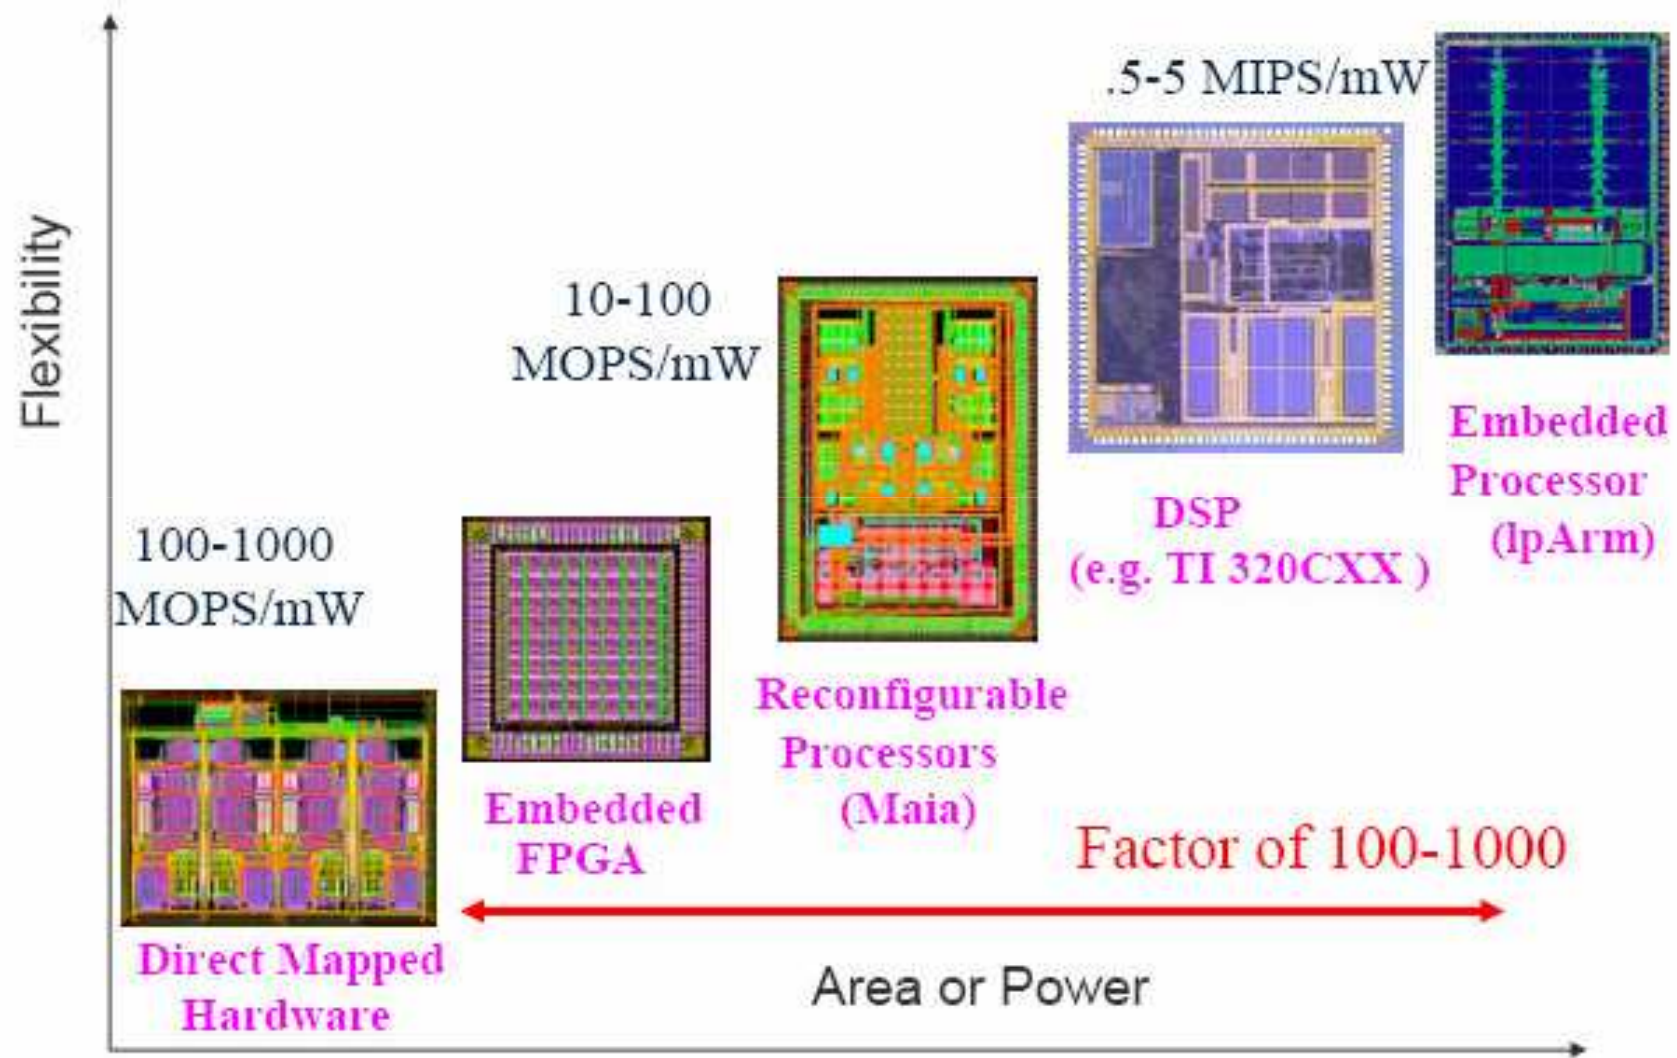 Flexibility
.5-5 MIPS/mW
10-100
MOPS/mW
100-1000
MOPS/mW
Embedded
Processor
(lpArm)
DSP
(e.g. TI 320CXX )
Reconfigurable
Processors
(Maia)
Embedded
FPGA
Direct Mapped
Hardware
Factor of 100-1000
Area or Power